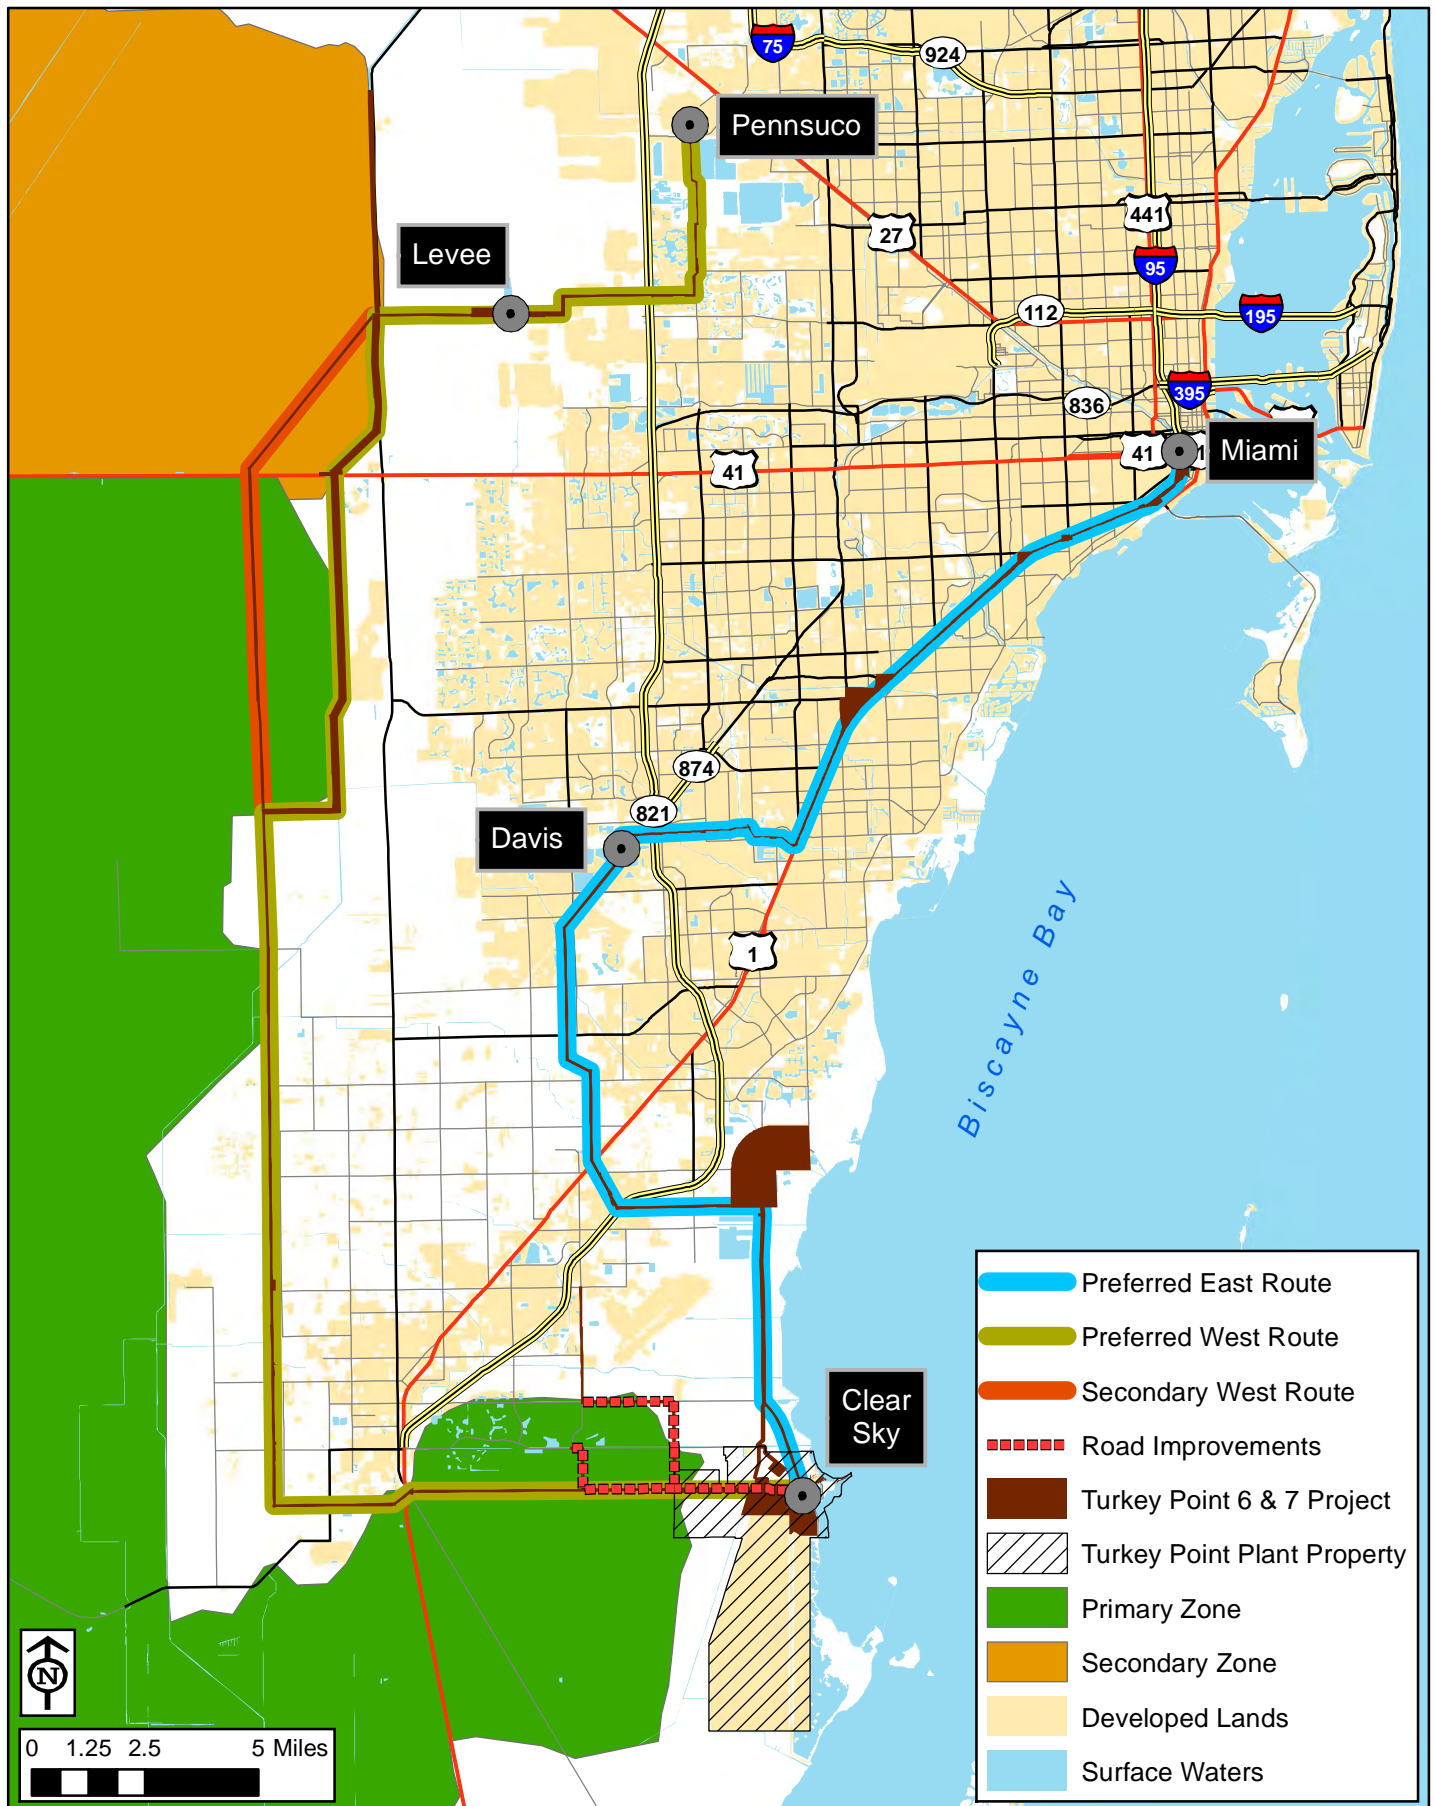 75
924
Pennsuco
441
27
Levee
95
112
195
395
836
41
41
1
Miami
874
821
Davis
1
Biscayne Bay
Clear
Sky
Preferred East Route
Preferred West Route
Secondary West Route
Road Improvements
Turkey Point 6 & 7 Project
Turkey Point Plant Property
Primary Zone
Secondary Zone
Developed Lands
Surface Waters
N
0 1.25 2.5 5 Miles